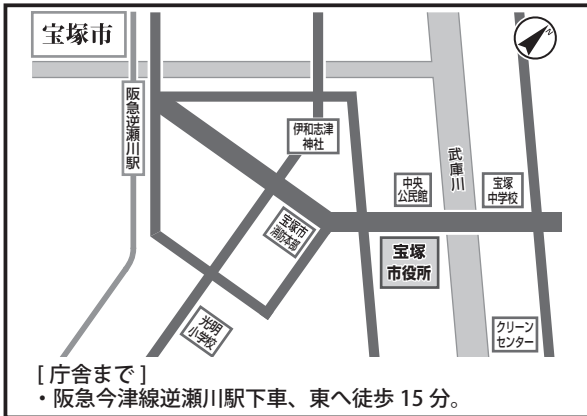 宝塚市
N
阪急逆瀬川駅
伊和志津
神社
武庫川
中央
公民館
宝塚
中学校
宝塚市
消防本部
宝塚
市役所
光明
小学校
クリーン
センター
[ 庁舎まで ]
・阪急今津線逆瀬川駅下車、東へ徒歩 15 分。